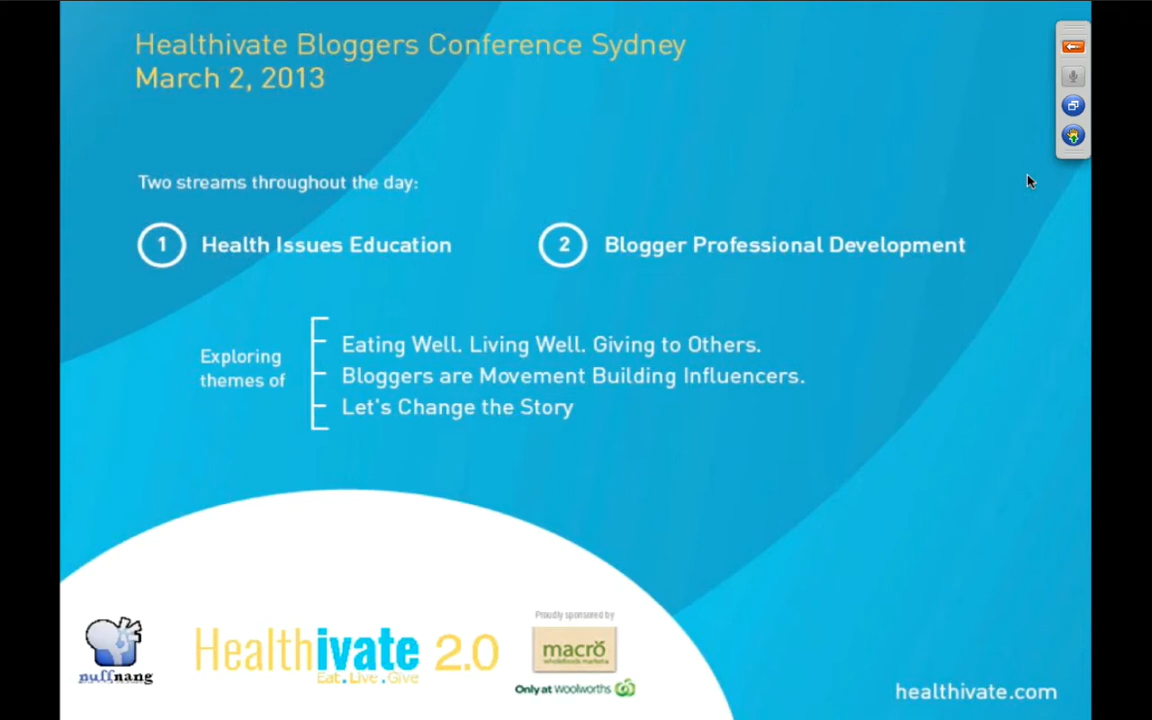 Healthivate Bloggers Conference Sydney
March 2, 2013
Two streams throughout the day:
1 Health Issues Education
2 Blogger Professional Development
Exploring
themes of
Eating Well. Living Well. Giving to Others.
Bloggers are Movement Building Influencers.
Let's Change the Story
nuffnang
Healthivate 2.0
Eat.Live.Give
Proudly sponsored by
macro
wholefoods market
Only at Woolworths
healthivate.com